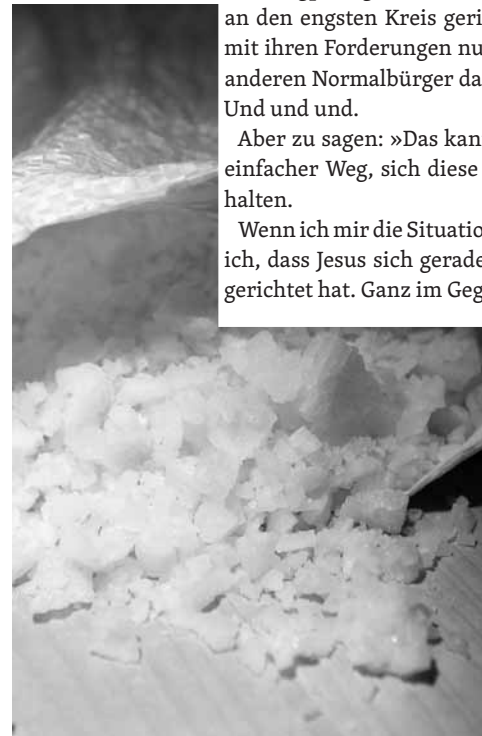 an den engsten Kreis geri
mit ihren Forderungen nu
anderen Normalbürger da
Und und und.
Aber zu sagen: »Das kan
einfacher Weg, sich diese
halten.
Wenn ich mir die Situatio
ich, dass Jesus sich gerade
gerichtet hat. Ganz im Geg